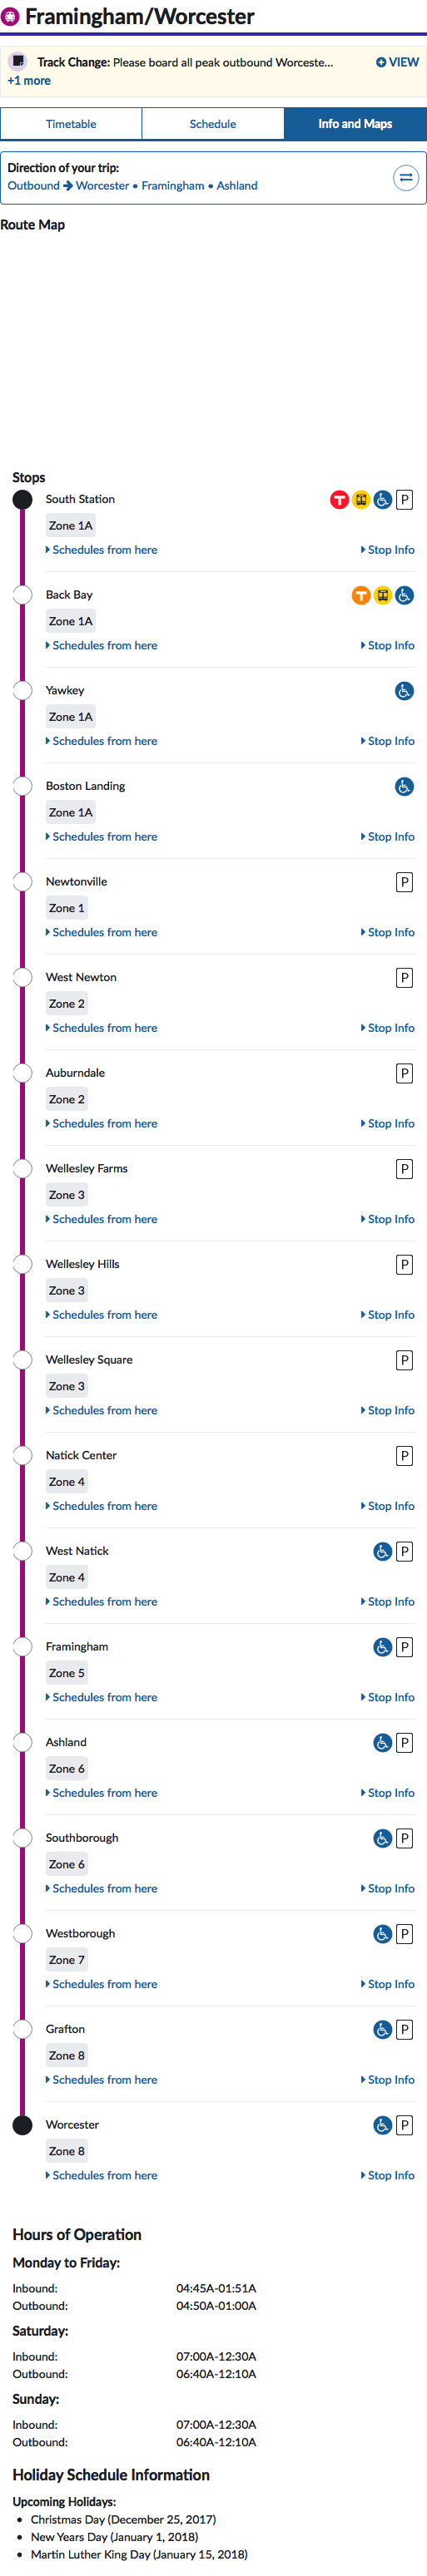 Framingham/Worcester
Track Change: Please board all peak outbound Worceste... VIEW
+1 more
Timetable Schedule Info and Maps
Direction of your trip:
Outbound Worcester • Framingham • Ashland
Route Map
Stops
South Station T P
Zone 1A
Schedules from here Stop Info
Back Bay T
Zone 1A
Schedules from here Stop Info
Yawkey
Zone 1A
Schedules from here Stop Info
Boston Landing
Zone 1A
Schedules from here Stop Info
Newtonville P
Zone 1
Schedules from here Stop Info
West Newton P
Zone 2
Schedules from here Stop Info
Auburndale P
Zone 2
Schedules from here Stop Info
Wellesley Farms P
Zone 3
Schedules from here Stop Info
Wellesley Hills P
Zone 3
Schedules from here Stop Info
Wellesley Square P
Zone 3
Schedules from here Stop Info
Natick Center P
Zone 4
Schedules from here Stop Info
West Natick P
Zone 4
Schedules from here Stop Info
Framingham P
Zone 5
Schedules from here Stop Info
Ashland P
Zone 6
Schedules from here Stop Info
Southborough P
Zone 6
Schedules from here Stop Info
Westborough P
Zone 7
Schedules from here Stop Info
Grafton P
Zone 8
Schedules from here Stop Info
Worcester P
Zone 8
Schedules from here Stop Info
Hours of Operation
Monday to Friday:
Inbound: 04:45A-01:51A
Outbound: 04:50A-01:00A
Saturday:
Inbound: 07:00A-12:30A
Outbound: 06:40A-12:10A
Sunday:
Inbound: 07:00A-12:30A
Outbound: 06:40A-12:10A
Holiday Schedule Information
Upcoming Holidays:
• Christmas Day (December 25, 2017)
• New Years Day (January 1, 2018)
• Martin Luther King Day (January 15, 2018)